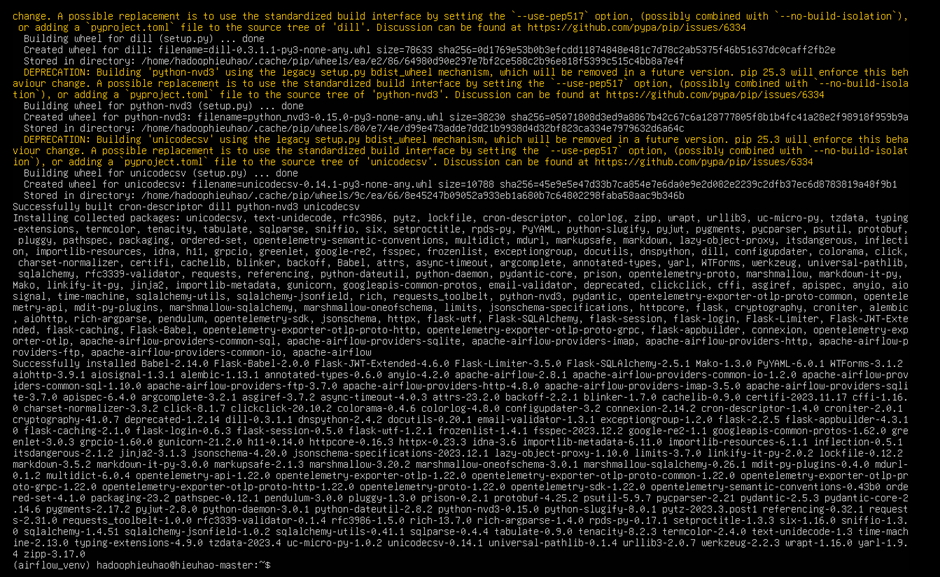 change. A possible replacement is to use the standardized build interface by setting the `--use-pep517` option, (possibly combined with `--no-build-isolation`),
or adding a `pyproject.toml` file to the source tree of 'dill'. Discussion can be found at https://github.com/pypa/pip/issues/6334
Building wheel for dill (setup.py) ... done
Created wheel for dill: filename=dill-0.3.1.1-py3-none-any.whl size=78633 sha256=0d1769e53b0b3efcdd11874848e481c7d78c2ab5375f46b51637dc0caff2fb2e
Stored in directory: /home/hadoophieuhao/.cache/pip/wheels/ea/e2/86/64980d90e297e7bf2ce588c2b96e818f5399c515c4bb8a7e4f
DEPRECATION: Building 'python-nvd3' using the legacy setup.py bdist_wheel mechanism, which will be removed in a future version. pip 25.3 will enforce this beh
aviour change. A possible replacement is to use the standardized build interface by setting the `--use-pep517` option, (possibly combined with `--no-build-isola
tion`), or adding a `pyproject.toml` file to the source tree of 'python-nvd3'. Discussion can be found at https://github.com/pypa/pip/issues/6334
Building wheel for python-nvd3 (setup.py) ... done
Created wheel for python-nvd3: filename=python_nvd3-0.15.0-py3-none-any.whl size=38230 sha256=05071808d3ed9a8867b42c67c6a128777805f8b1b4fc41a28e2f98918f959b9a
Stored in directory: /home/hadoophieuhao/.cache/pip/wheels/80/e7/4e/d99e473adde7dd21b9938d4d32bf823ca334e7979632d6a64c
DEPRECATION: Building 'unicodecsv' using the legacy setup.py bdist_wheel mechanism, which will be removed in a future version. pip 25.3 will enforce this beha
viour change. A possible replacement is to use the standardized build interface by setting the `--use-pep517` option, (possibly combined with `--no-build-isolat
ion`), or adding a `pyproject.toml` file to the source tree of 'unicodecsv'. Discussion can be found at https://github.com/pypa/pip/issues/6334
Building wheel for unicodecsv (setup.py) ... done
Created wheel for unicodecsv: filename=unicodecsv-0.14.1-py3-none-any.whl size=10788 sha256=45e9e5e47d33b7ca854e7e6da0e9e2d082e2239c2dfb37ec6d8783819a48f9b1
Stored in directory: /home/hadoophieuhao/.cache/pip/wheels/9c/ea/66/8e45247b09052a933eb1a680b7c64802298faba58aac9b346b
Successfully built cron-descriptor dill python-nvd3 unicodecsv
Installing collected packages: unicodecsv, text-unidecode, rfc3986, pytz, lockfile, cron-descriptor, colorlog, zipp, wrapt, urllib3, uc-micro-py, tzdata, typing
-extensions, termcolor, tenacity, tabulate, sqlparse, sniffio, six, setproctitle, rpds-py, PyYAML, python-slugify, pyjwt, pygments, pycparser, psutil, protobuf,
pluggy, pathspec, packaging, ordered-set, opentelemetry-semantic-conventions, multidict, mdurl, markupsafe, markdown, lazy-object-proxy, itsdangerous, inflecti
on, importlib-resources, idna, h11, grpcio, greenlet, google-re2, fsspec, frozenlist, exceptiongroup, docutils, dnspython, dill, configupdater, colorama, click,
charset-normalizer, certifi, cachelib, blinker, backoff, Babel, attrs, async-timeout, argcomplete, annotated-types, yarl, WTForms, werkzeug, universal-pathlib,
sqlalchemy, rfc3339-validator, requests, referencing, python-dateutil, python-daemon, pydantic-core, prison, opentelemetry-proto, marshmallow, markdown-it-py,
Mako, linkify-it-py, jinja2, importlib-metadata, gunicorn, googleapis-common-protos, email-validator, deprecated, clickclick, cffi, asgiref, apispec, anyio, aio
signal, time-machine, sqlalchemy-utils, sqlalchemy-jsonfield, rich, requests_toolbelt, python-nvd3, pydantic, opentelemetry-exporter-otlp-proto-common, opentele
metry-api, mdit-py-plugins, marshmallow-sqlalchemy, marshmallow-oneofschema, limits, jsonschema-specifications, httpcore, flask, cryptography, croniter, alembic
, aiohttp, rich-argparse, pendulum, opentelemetry-sdk, jsonschema, httpx, flask-wtf, Flask-SQLAlchemy, flask-session, flask-login, Flask-Limiter, Flask-JWT-Exte
nded, flask-caching, Flask-Babel, opentelemetry-exporter-otlp-proto-http, opentelemetry-exporter-otlp-proto-grpc, flask-appbuilder, connexion, opentelemetry-exp
orter-otlp, apache-airflow-providers-common-sql, apache-airflow-providers-sqlite, apache-airflow-providers-imap, apache-airflow-providers-http, apache-airflow-p
roviders-ftp, apache-airflow-providers-common-io, apache-airflow
Successfully installed Babel-2.14.0 Flask-Babel-2.0.0 Flask-JWT-Extended-4.6.0 Flask-Limiter-3.5.0 Flask-SQLAlchemy-2.5.1 Mako-1.3.0 PyYAML-6.0.1 WTForms-3.1.2
aiohttp-3.9.1 aiosignal-1.3.1 alembic-1.13.1 annotated-types-0.6.0 anyio-4.2.0 apache-airflow-2.8.1 apache-airflow-providers-common-io-1.2.0 apache-airflow-prov
iders-common-sql-1.10.0 apache-airflow-providers-ftp-3.7.0 apache-airflow-providers-http-4.8.0 apache-airflow-providers-imap-3.5.0 apache-airflow-providers-sqli
te-3.7.0 apispec-6.4.0 argcomplete-3.2.1 asgiref-3.7.2 async-timeout-4.0.3 attrs-23.2.0 backoff-2.2.1 blinker-1.7.0 cachelib-0.9.0 certifi-2023.11.17 cffi-1.16.
0 charset-normalizer-3.3.2 click-8.1.7 clickclick-20.10.2 colorama-0.4.6 colorlog-4.8.0 configupdater-3.2 connexion-2.14.2 cron-descriptor-1.4.0 croniter-2.0.1
cryptography-41.0.7 deprecated-1.2.14 dill-0.3.1.1 dnspython-2.4.2 docutils-0.20.1 email-validator-1.3.1 exceptiongroup-1.2.0 flask-2.2.5 flask-appbuilder-4.3.1
0 flask-caching-2.1.0 flask-login-0.6.3 flask-session-0.5.0 flask-wtf-1.2.1 frozenlist-1.4.1 fsspec-2023.12.2 google-re2-1.1 googleapis-common-protos-1.62.0 gre
enlet-3.0.3 grpcio-1.60.0 gunicorn-21.2.0 h11-0.14.0 httpcore-0.16.3 httpx-0.23.3 idna-3.6 importlib-metadata-6.11.0 importlib-resources-6.1.1 inflection-0.5.1
itsdangerous-2.1.2 jinja2-3.1.3 jsonschema-4.20.0 jsonschema-specifications-2023.12.1 lazy-object-proxy-1.10.0 limits-3.7.0 linkify-it-py-2.0.2 lockfile-0.12.2
markdown-3.5.2 markdown-it-py-3.0.0 markupsafe-2.1.3 marshmallow-3.20.2 marshmallow-oneofschema-3.0.1 marshmallow-sqlalchemy-0.26.1 mdit-py-plugins-0.4.0 mdurl-
0.1.2 multidict-6.0.4 opentelemetry-api-1.22.0 opentelemetry-exporter-otlp-1.22.0 opentelemetry-exporter-otlp-proto-common-1.22.0 opentelemetry-exporter-otlp-pr
oto-grpc-1.22.0 opentelemetry-exporter-otlp-proto-http-1.22.0 opentelemetry-proto-1.22.0 opentelemetry-sdk-1.22.0 opentelemetry-semantic-conventions-0.43b0 orde
red-set-4.1.0 packaging-23.2 pathspec-0.12.1 pendulum-3.0.0 pluggy-1.3.0 prison-0.2.1 protobuf-4.25.2 psutil-5.9.7 pycparser-2.21 pydantic-2.5.3 pydantic-core-2
.14.6 pygments-2.17.2 pyjwt-2.8.0 python-daemon-3.0.1 python-dateutil-2.8.2 python-nvd3-0.15.0 python-slugify-8.0.1 pytz-2023.3.post1 referencing-0.32.1 request
s-2.31.0 requests_toolbelt-1.0.0 rfc3339-validator-0.1.4 rfc3986-1.5.0 rich-13.7.0 rich-argparse-1.4.0 rpds-py-0.17.1 setproctitle-1.3.3 six-1.16.0 sniffio-1.3.
0 sqlalchemy-1.4.51 sqlalchemy-jsonfield-1.0.2 sqlalchemy-utils-0.41.1 sqlparse-0.4.4 tabulate-0.9.0 tenacity-8.2.3 termcolor-2.4.0 text-unidecode-1.3 time-mach
ine-2.13.0 typing-extensions-4.9.0 tzdata-2023.4 uc-micro-py-1.0.2 unicodecsv-0.14.1 universal-pathlib-0.1.4 urllib3-2.0.7 werkzeug-2.2.3 wrapt-1.16.0 yarl-1.9.
4 zipp-3.17.0
(airflow_venv) hadoophieuhao@hieuhao-master:~$